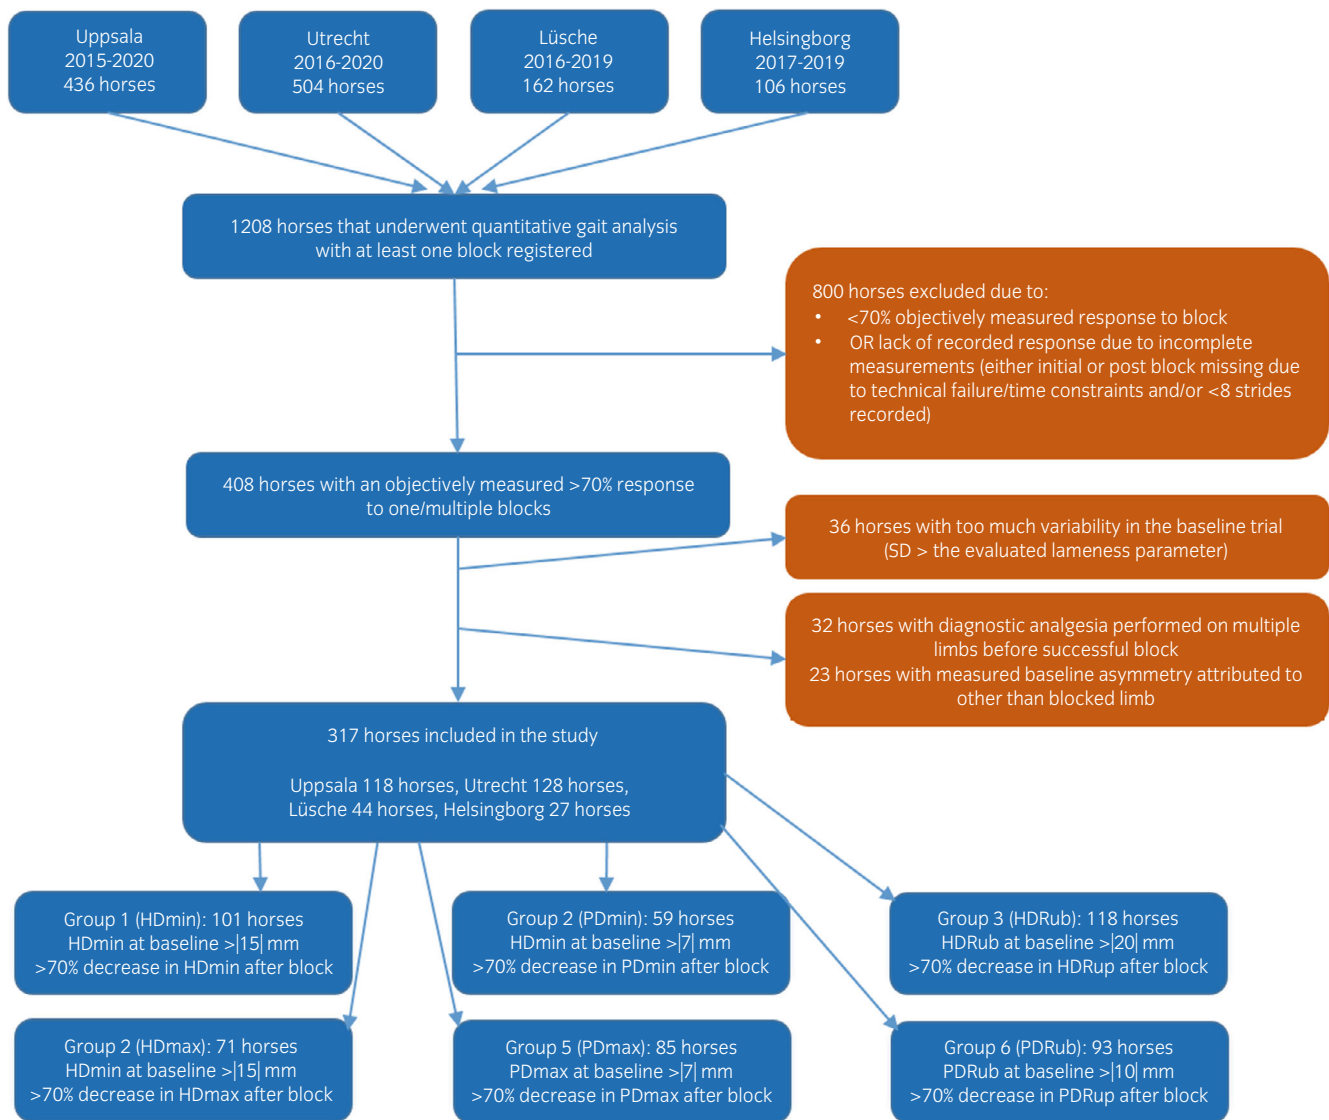 Uppsala
2015-2020
436 horses
Utrecht
2016-2020
504 horses
Lüsche
2016-2019
162 horses
Helsingborg
2017-2019
106 horses
1208 horses that underwent quantitative gait analysis
with at least one block registered
800 horses excluded due to:
• <70% objectively measured response to block
• OR lack of recorded response due to incomplete
measurements (either initial or post block missing due
to technical failure/time constraints and/or <8 strides
recorded)
408 horses with an objectively measured >70% response
to one/multiple blocks
36 horses with too much variability in the baseline trial
(SD > the evaluated lameness parameter)
32 horses with diagnostic analgesia performed on multiple
limbs before successful block
23 horses with measured baseline asymmetry attributed to
other than blocked limb
317 horses included in the study
Uppsala 118 horses, Utrecht 128 horses,
Lüsche 44 horses, Helsingborg 27 horses
Group 1 (HDmin): 101 horses
HDmin at baseline >|15| mm
>70% decrease in HDmin after block
Group 2 (PDmin): 59 horses
HDmin at baseline >|7| mm
>70% decrease in PDmin after block
Group 3 (HDRub): 118 horses
HDRub at baseline >|20| mm
>70% decrease in HDRup after block
Group 2 (HDmax): 71 horses
HDmin at baseline >|15| mm
>70% decrease in HDmax after block
Group 5 (PDmax): 85 horses
PDmax at baseline >|7| mm
>70% decrease in PDmax after block
Group 6 (PDRub): 93 horses
PDRub at baseline >|10| mm
>70% decrease in PDRup after block